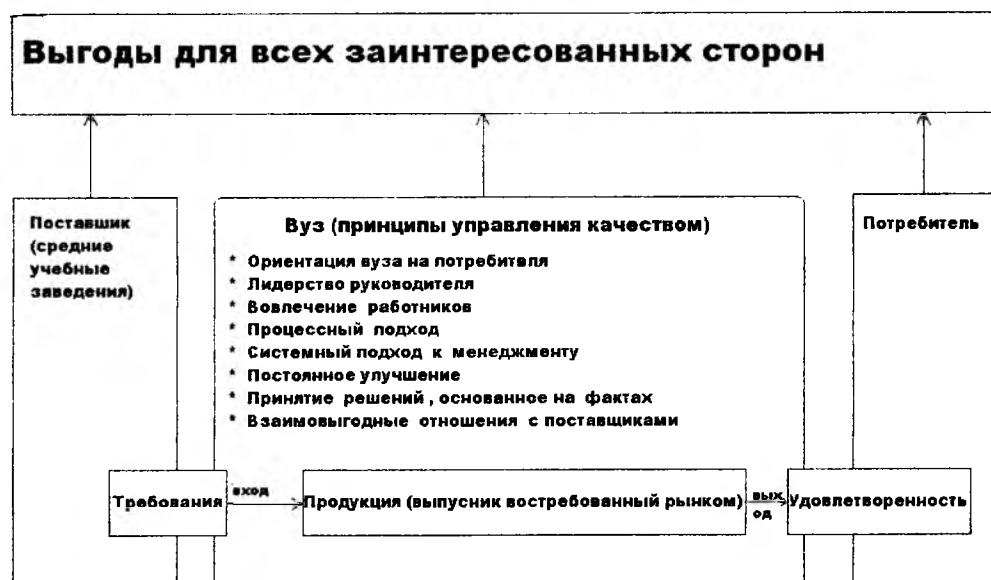 Выгоды для всех заинтересованных сторон
Поставшик
(средние
учебные
заведения)
Вуз (принципы управления качеством)
* Ориентация вуза на потребителя
* Лидерство руководителя
* Вовлечение работников
* Процессный подход
* Системный подход к менеджменту
* Постоянное улучшение
* Принятие решений , основанное на фактах
* Взаимовыгодные отношения с поставщиками
Потребитель
Требования
вход
Продукция (выпусник востребованный рынком)
вых
од
Удовлетворенность